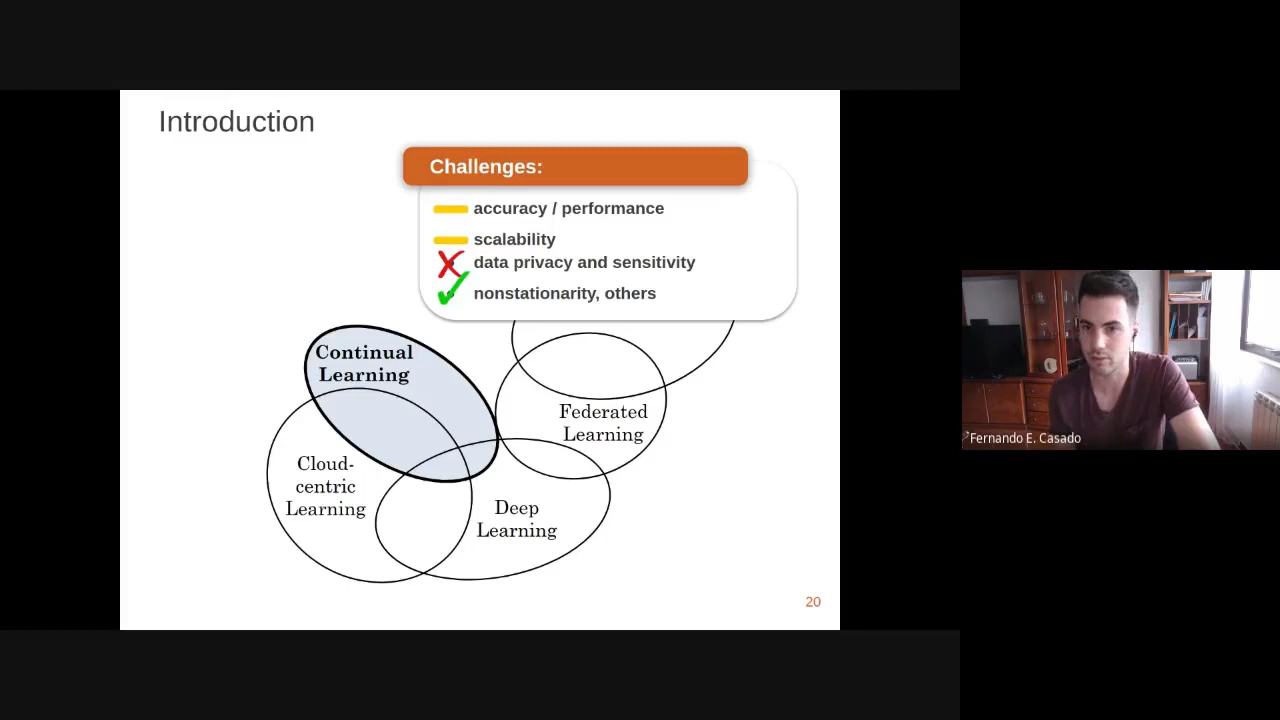 Introduction
Challenges:
accuracy / performance
scalability
data privacy and sensitivity
nonstationarity, others
Continual
Learning
Federated
Learning
Cloud-
centric
Learning
Deep
Learning
20
Fernando E. Casado